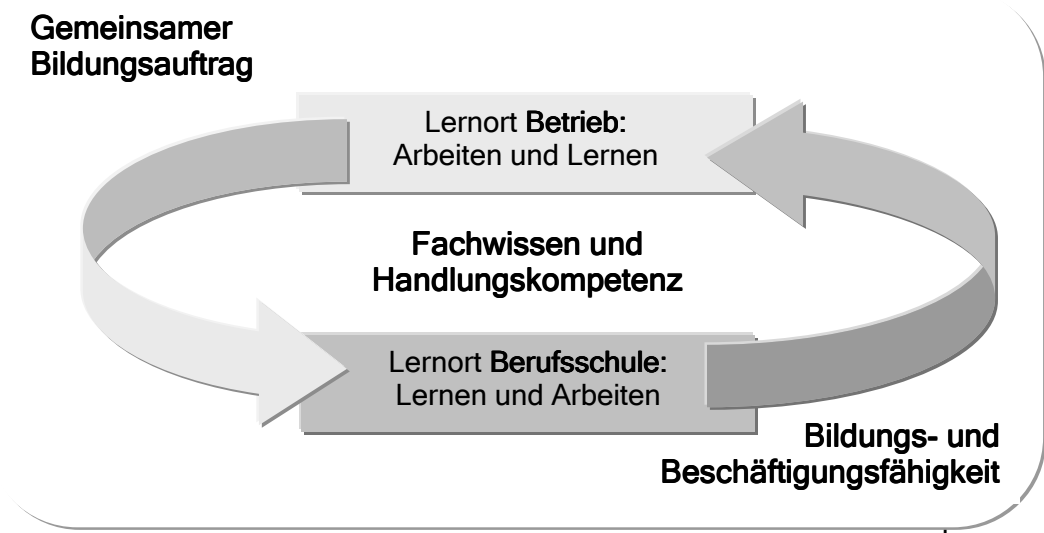 Gemeinsamer
Bildungsauftrag
Lernort Betrieb:
Arbeiten und Lernen
Fachwissen und
Handlungskompetenz
Lernort Berufsschule:
Lernen und Arbeiten
Bildungs- und
Beschäftigungsfähigkeit